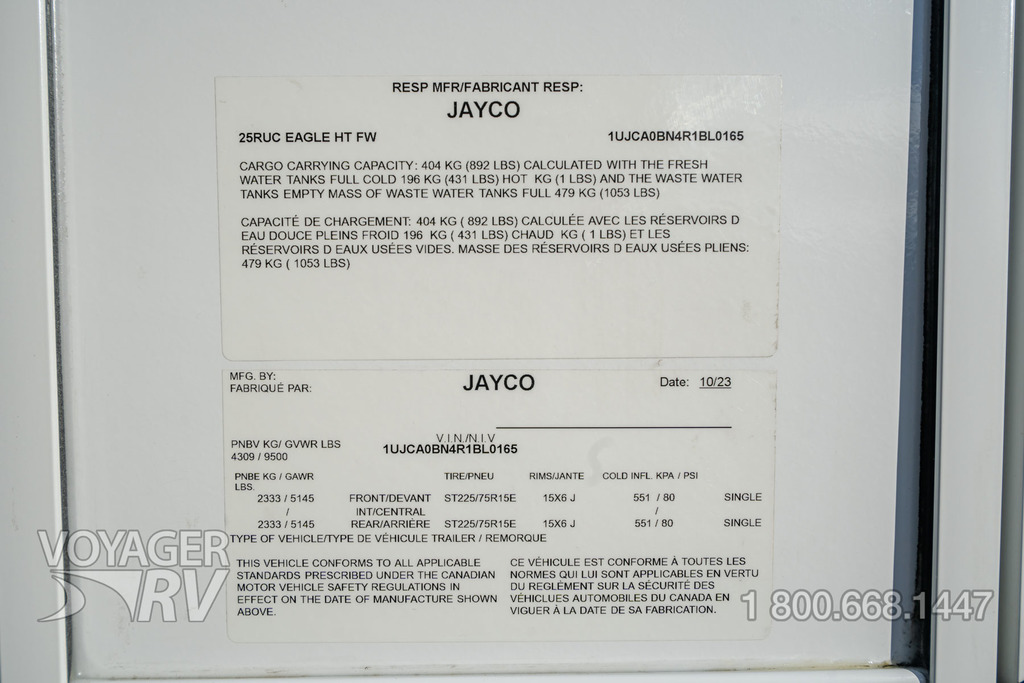 RESP MFR/FABRICANT RESP:
JAYCO
25RUC EAGLE HT FW 1UJCA0BN4R1BL0165
CARGO CARRYING CAPACITY: 404 KG (892 LBS) CALCULATED WITH THE FRESH
WATER TANKS FULL COLD 196 KG (431 LBS) HOT KG (1 LBS) AND THE WASTE WATER
TANKS EMPTY MASS OF WASTE WATER TANKS FULL 479 KG (1053 LBS)
CAPACITÉ DE CHARGEMENT: 404 KG ( 892 LBS) CALCULÉE AVEC LES RÉSERVOIRS D
EAU DOUCE PLEINS FROID 196 KG ( 431 LBS) CHAUD KG ( 1 LBS) ET LES
RÉSERVOIRS D EAUX USÉES VIDES. MASSE DES RÉSERVOIRS D EAUX USÉES PLIENS:
479 KG ( 1053 LBS)
MFG. BY:
FABRIQUÉ PAR:
JAYCO
Date: 10/23
V.I.N./N.I.V
PNBV KG/ GVWR LBS 1UJCA0BN4R1BL0165
4309 / 9500
PNBE KG / GAWR TIRE/PNEU RIMS/JANTE COLD INFL. KPA / PSI
LBS.
2333 / 5145 FRONT/DEVANT ST225/75R15E 15X6 J 551 / 80 SINGLE
/ INT/CENTRAL /
2333 / 5145 REAR/ARRIÈRE ST225/75R15E 15X6 J 551 / 80 SINGLE
TYPE OF VEHICLE/TYPE DE VÉHICULE TRAILER / REMORQUE
THIS VEHICLE CONFORMS TO ALL APPLICABLE
STANDARDS PRESCRIBED UNDER THE CANADIAN
MOTOR VEHICLE SAFETY REGULATIONS IN
EFFECT ON THE DATE OF MANUFACTURE SHOWN
ABOVE.
CE VÉHICULE EST CONFORME À TOUTES LES
NORMES QUI LUI SONT APPLICABLES EN VERTU
DU REGLÉMENT SUR LA SÉCURITÉ DES
VÉHICLUES AUTOMOBILES DU CANADA EN
VIGUER À LA DATE DE SA FABRICATION.
VOYAGER
RV
1 800.668.1447